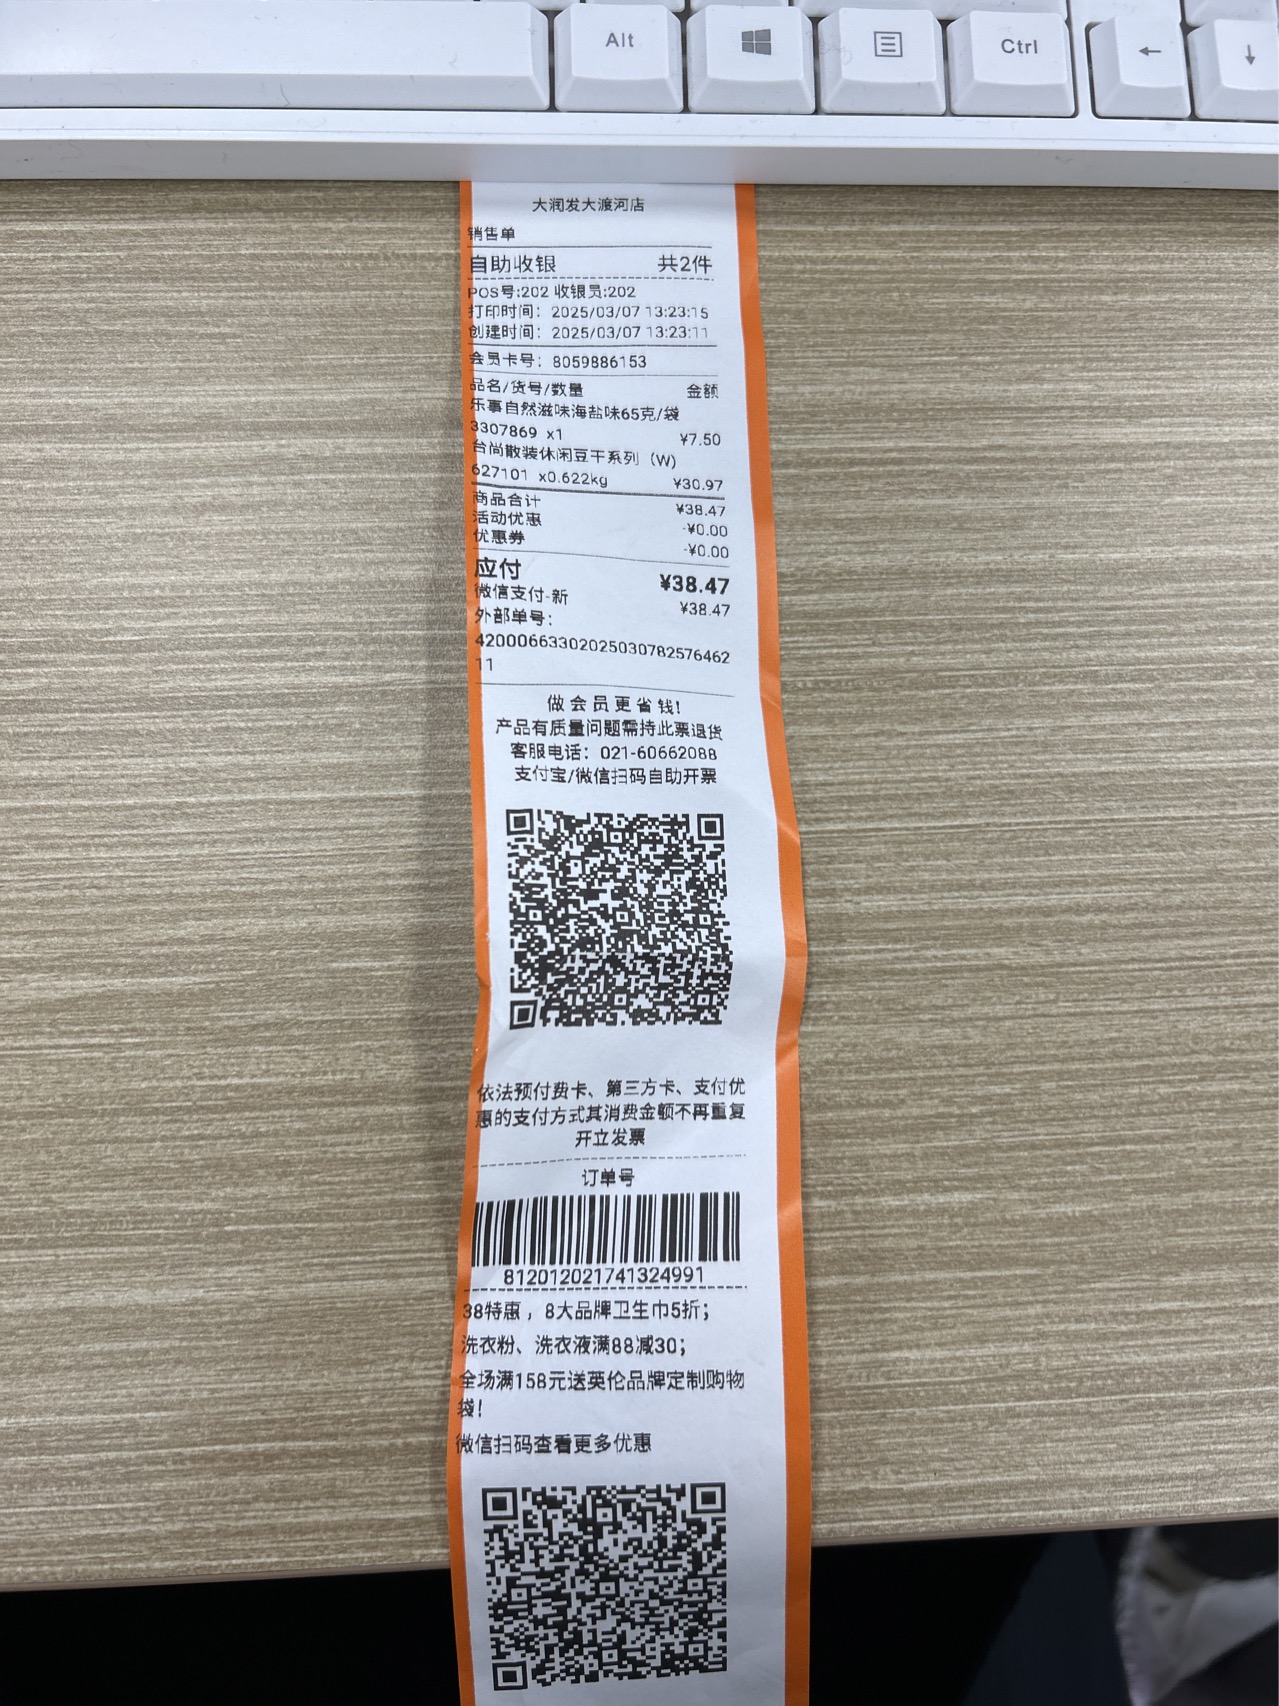 Alt
Ctrl
←
↓
大润发大渡河店
销售单
自助收银 共2件
POS号:202 收银员:202
打印时间： 2025/03/07 13:23:15
创建时间： 2025/03/07 13:23:11
会员卡号： 8059886153
品名/货号/数量 金额
乐事自然滋味海盐味65克/袋
3307869 x1 ¥7.50
台尚散装休闲豆干系列（W）
627101 x0.622kg ¥30.97
商品合计 ¥38.47
活动优惠 -¥0.00
优惠券 -¥0.00
应付 ¥38.47
微信支付-新 ¥38.47
外部单号：
42000663302025030782576462
11
做会员更省钱！
产品有质量问题需持此票退货
客服电话： 021-60662088
支付宝/微信扫码自助开票
依法预付费卡、第三方卡、支付优
惠的支付方式其消费金额不再重复
开立发票
订单号
812012021741324991
38特惠，8大品牌卫生巾5折；
洗衣粉、洗衣液满88减30；
全场满158元送英伦品牌定制购物
袋！
微信扫码查看更多优惠